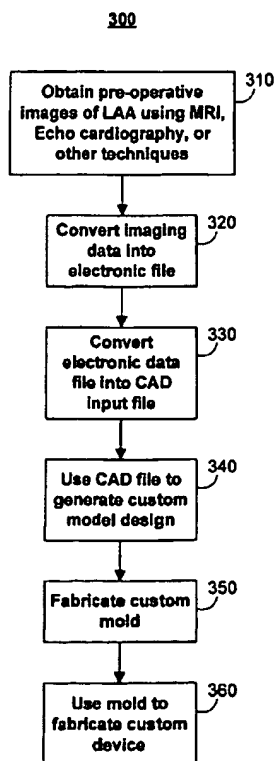 300
310
Obtain pre-operative
images of LAA using MRI,
Echo cardiography, or
other techniques
320
Convert imaging
data into
electronic file
330
Convert
electronic data
file into CAD
input file
340
Use CAD file to
generate custom
model design
350
Fabricate custom
mold
360
Use mold to
fabricate custom
device